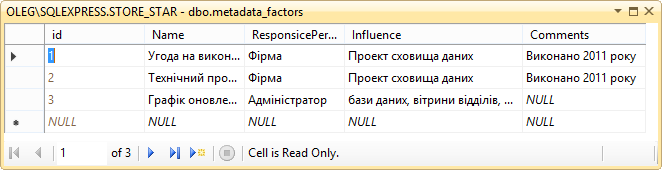 OLEG\SQLEXPRESS.STORE_STAR - dbo.metadata_factors
id Name ResponsicePer... Influence Comments
1 Угода на викон... Фірма Проект сховища даних Виконано 2011 року
2 Технічний про... Фірма Проект сховища даних Виконано 2011 року
3 Графік оновле... Адміністратор бази даних, вітрини відділів, ... NULL
NULL NULL NULL NULL NULL
1 of 3 Cell is Read Only.